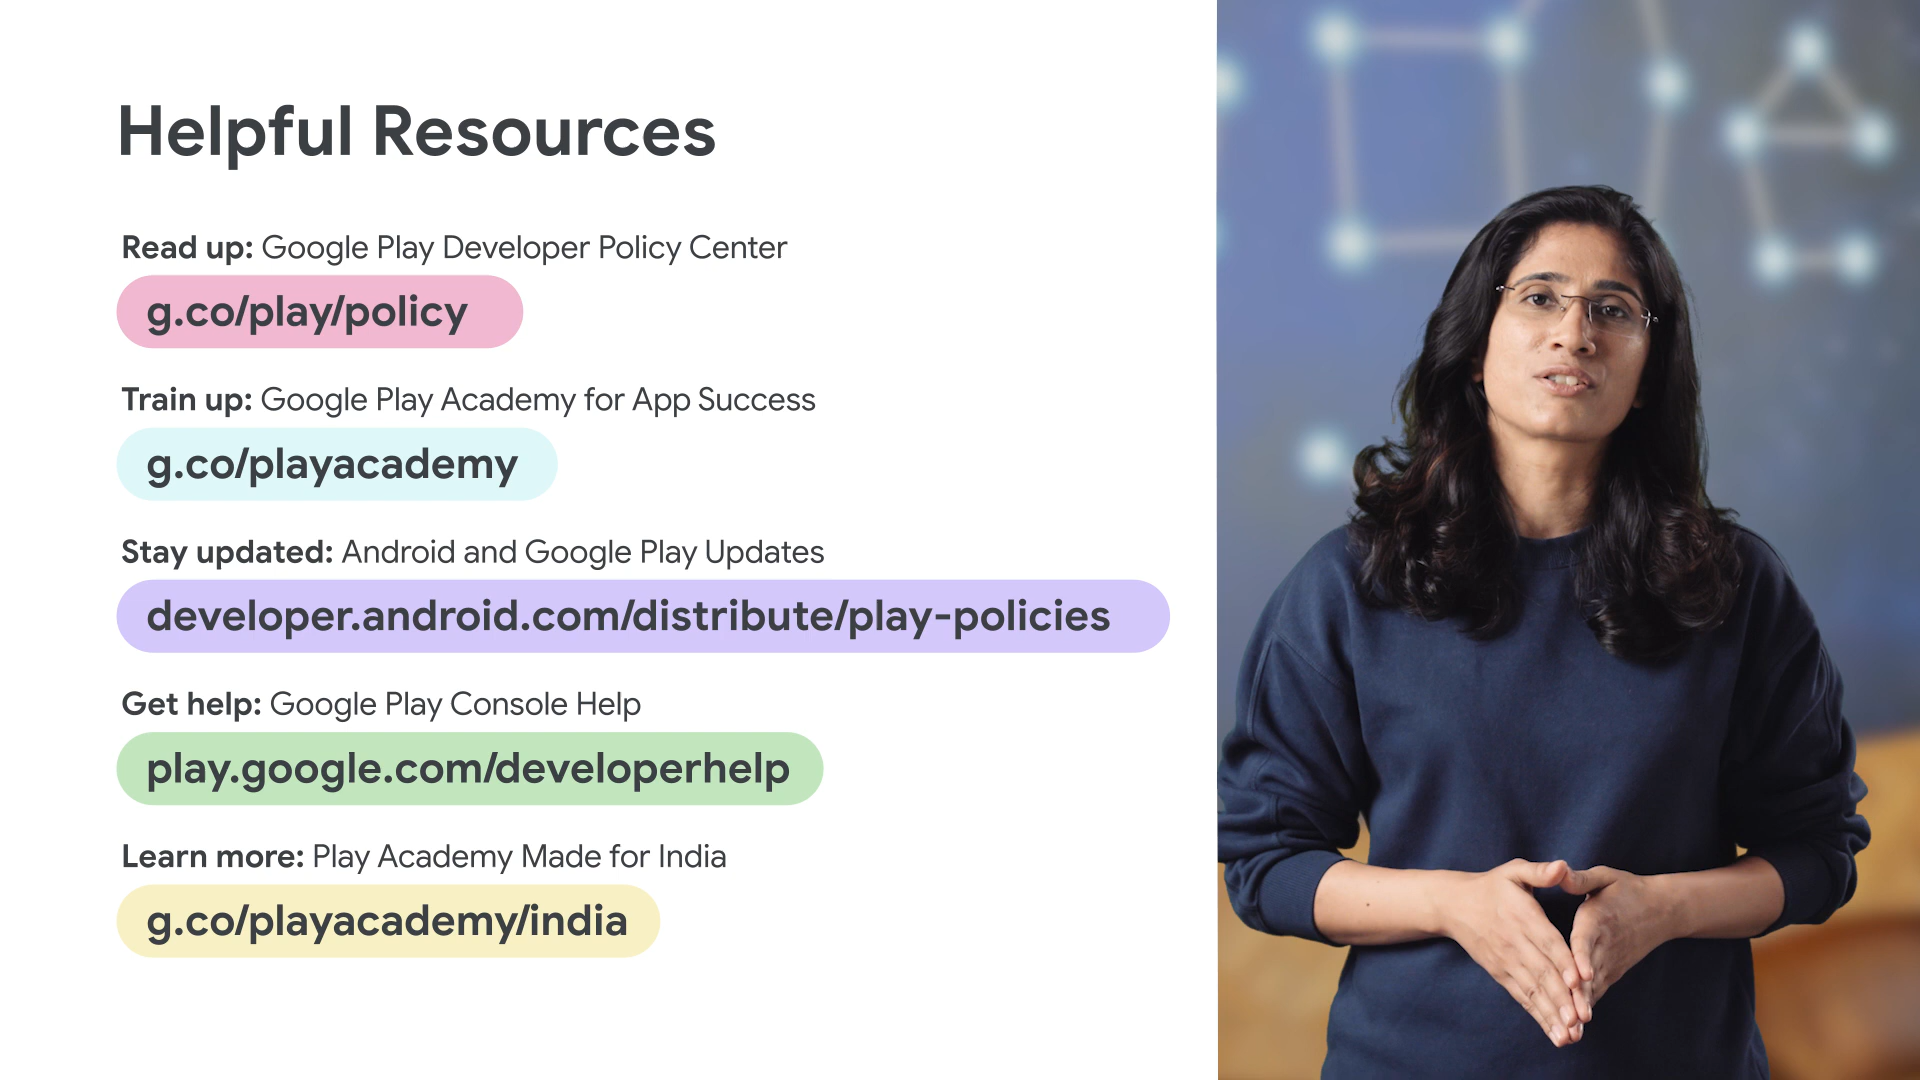 Helpful Resources
Read up: Google Play Developer Policy Center
g.co/play/policy
Train up: Google Play Academy for App Success
g.co/playacademy
Stay updated: Android and Google Play Updates
developer.android.com/distribute/play-policies
Get help: Google Play Console Help
play.google.com/developerhelp
Learn more: Play Academy Made for India
g.co/playacademy/india